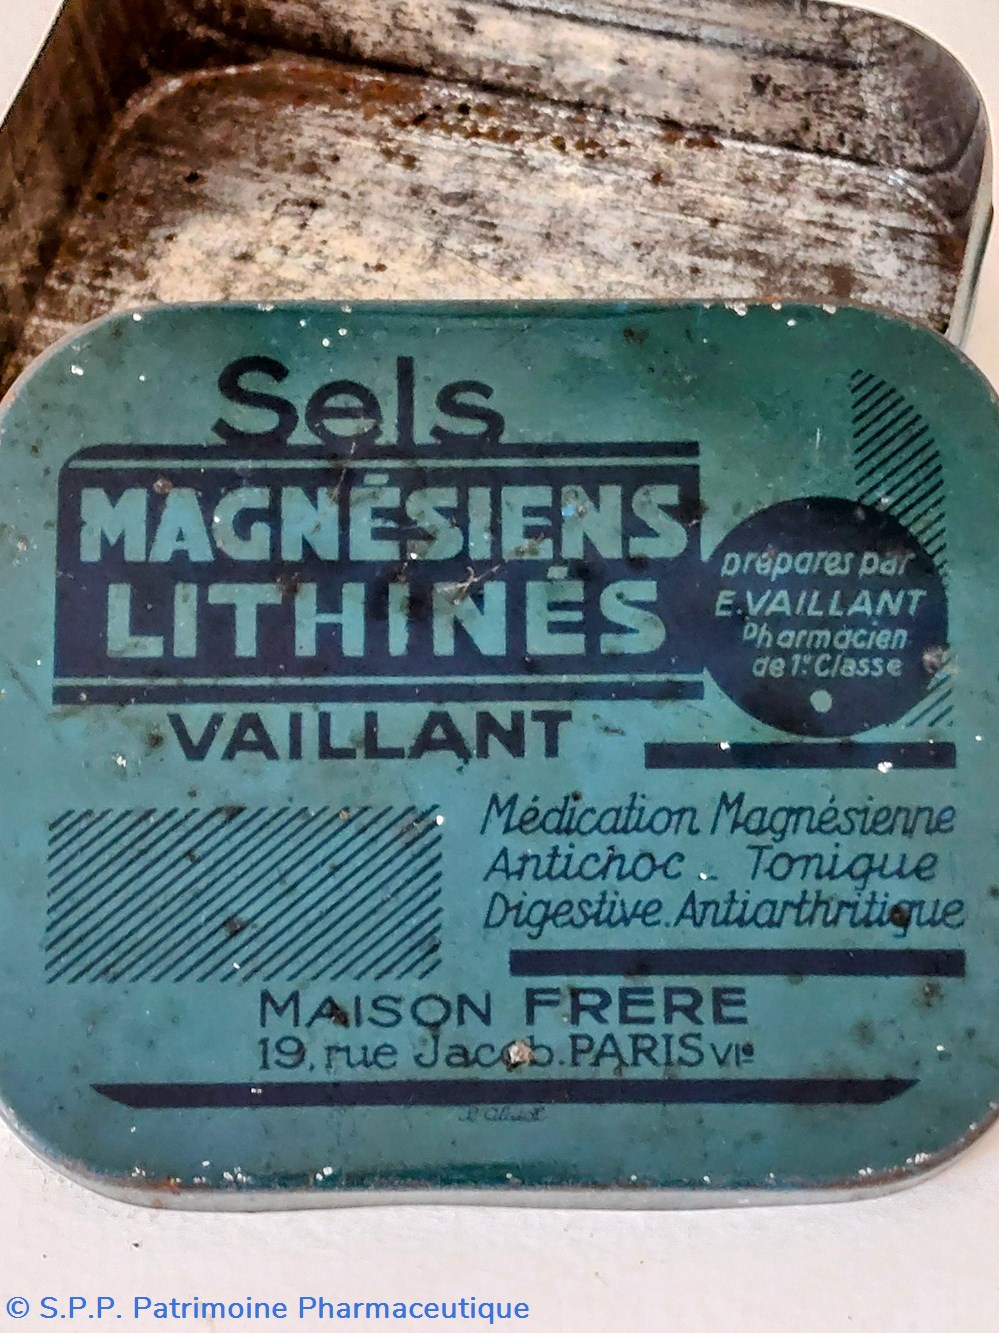 Sels
MAGNÉSIENS
LITHINÉS
VAILLANT
préparés par
E.VAILLANT
Pharmacien
de 1re Classe
Médication Magnésienne
Antichoc _ Tonique
Digestive.Antiarthritique
MAISON FRERE
19, rue Jacob.PARIS VIe
© S.P.P. Patrimoine Pharmaceutique